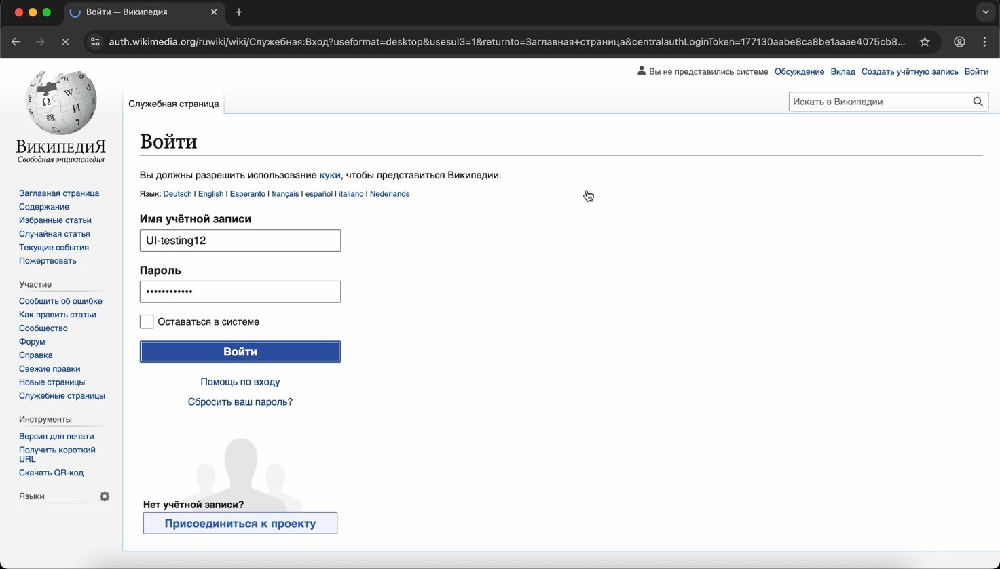 Войти — Википедия
auth.wikimedia.org/ruwiki/wiki/Служебная:Вход?useformat=desktop&usesul3=1&returnto=Заглавная+страница&centralauthLoginToken=177130aabe8ca8be1aaae4075cb8...
Вы не представились системе Обсуждение Вклад Создать учётную запись Войти
Служебная страница
Искать в Википедии
ВикипедиЯ
Свободная энциклопедия
Заглавная страница
Содержание
Избранные статьи
Случайная статья
Текущие события
Пожертвовать
Участие
Сообщить об ошибке
Как править статьи
Сообщество
Форум
Справка
Свежие правки
Новые страницы
Служебные страницы
Инструменты
Версия для печати
Получить короткий
URL
Скачать QR-код
Языки
Войти
Вы должны разрешить использование куки, чтобы представиться Википедии.
Язык: Deutsch | English | Esperanto | français | español | italiano | Nederlands
Имя учётной записи
UI-testing12
Пароль
••••••••••••
Оставаться в системе
Войти
Помощь по входу
Сбросить ваш пароль?
Нет учётной записи?
Присоединиться к проекту